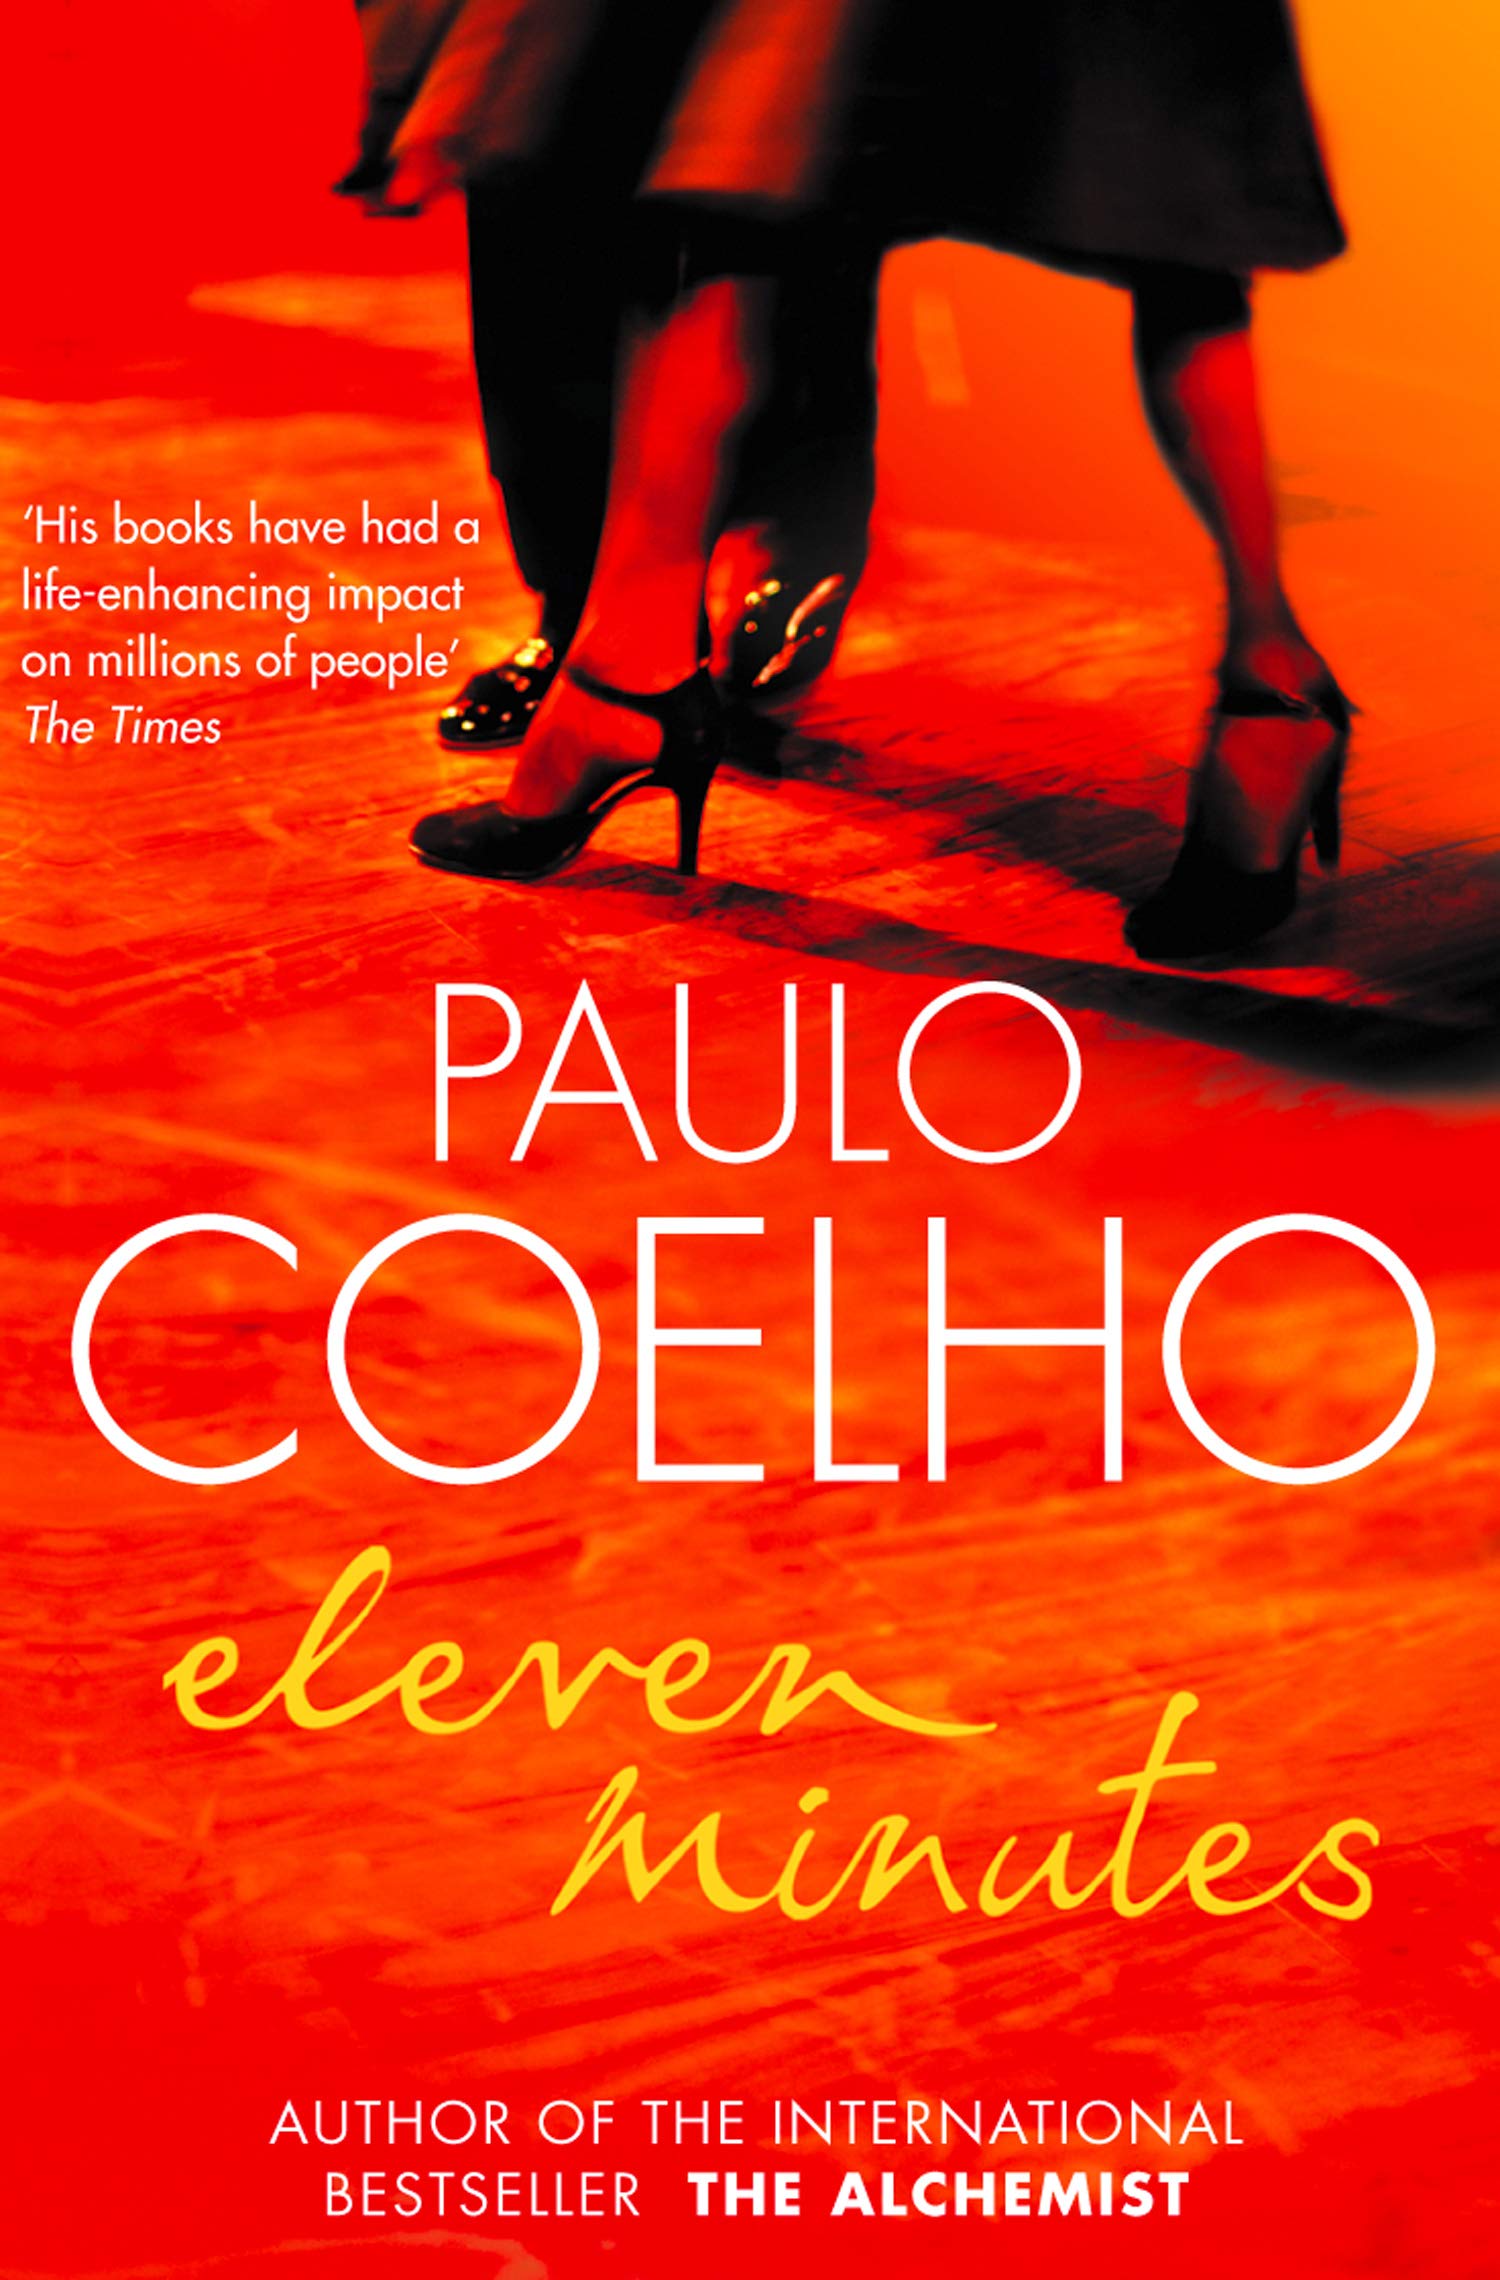 ‘His books have had a
life-enhancing impact
on millions of people’
The Times
PAULO
COELHO
eleven
minutes
AUTHOR OF THE INTERNATIONAL
BESTSELLER THE ALCHEMIST